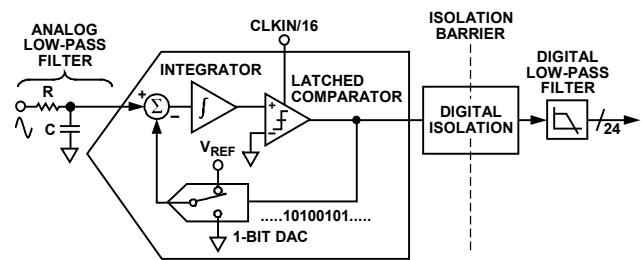 ANALOG
LOW-PASS
FILTER
R
C
+
−
Σ
INTEGRATOR
∫
CLKIN/16
LATCHED
COMPARATOR
+
−
VREF
.....10100101.....
1-BIT DAC
ISOLATION
BARRIER
DIGITAL
ISOLATION
DIGITAL
LOW-PASS
FILTER
24